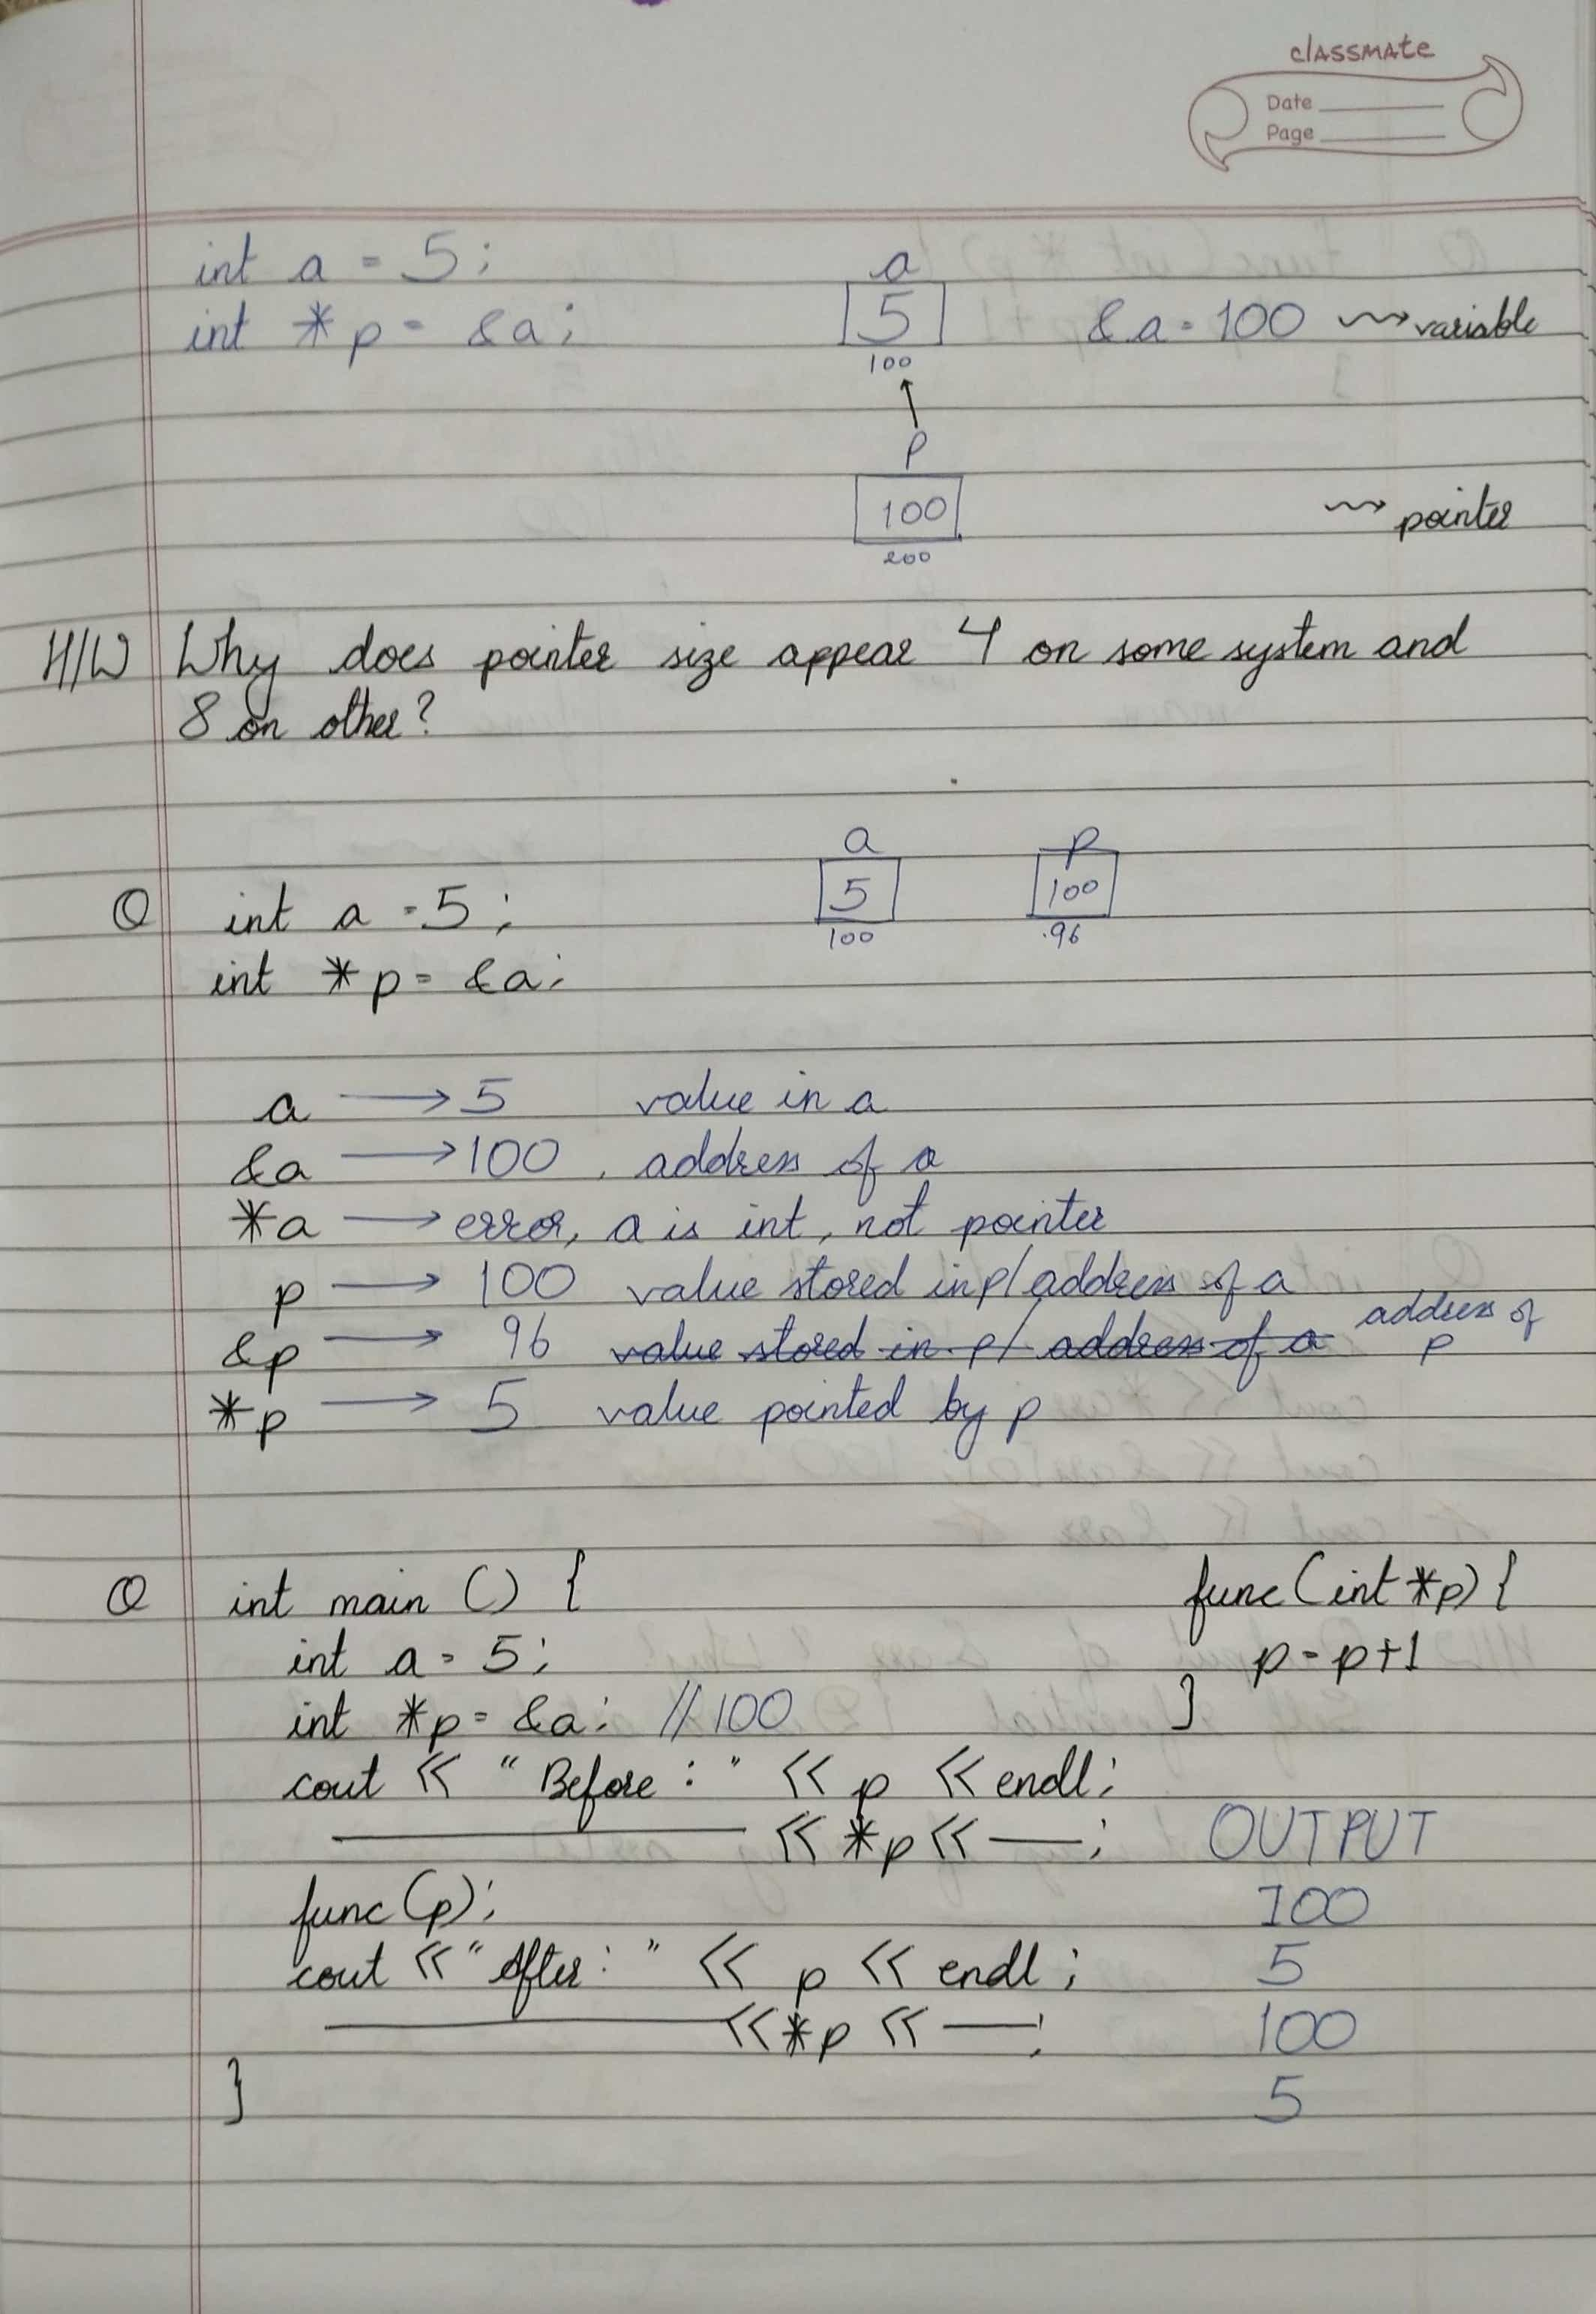 classmate
Date
Page
int a = 5;
int *p = &a;
a
5
100
&a = 100 variable
p
100
200
pointer
H/W Why does pointer size appear 4 on some system and
8 on other?
a
5
100
p
100
96
Q int a = 5;
int *p = &a;
a → 5 value in a
&a → 100, address of a
*a → error, a is int, not pointer
p → 100 value stored in p/address of a
&p → 96 value stored in p/ address of a address of p
*p → 5 value pointed by p
Q int main () {
int a = 5;
int *p = &a; // 100
cout << "Before : " << p << endl;
—— << *p << —;
func(p);
cout << "After : " << p << endl;
—— << *p << —;
}
func(int *p) {
p = p+1
}
OUTPUT
100
5
100
5